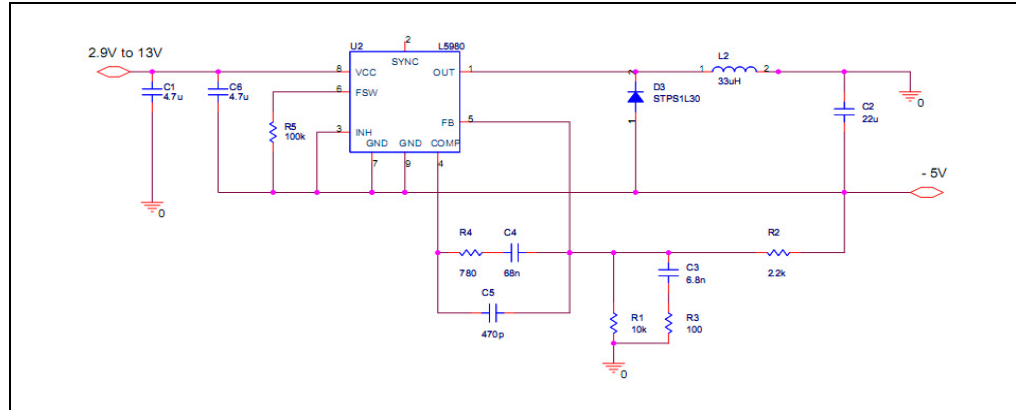 2.9V to 13V
C1
4.7u
0
C6
4.7u
R5
100k
U2
L5980
2
SYNC
8
VCC
6
FSW
3
INH
GND
7
GND
9
COMP
4
OUT
1
FB
5
2
D3
STPS1L30
1
1
L2
33uH
2
0
C2
22u
- 5V
R4
780
C4
68n
C5
470p
R1
10k
0
C3
6.8n
R3
100
R2
2.2k